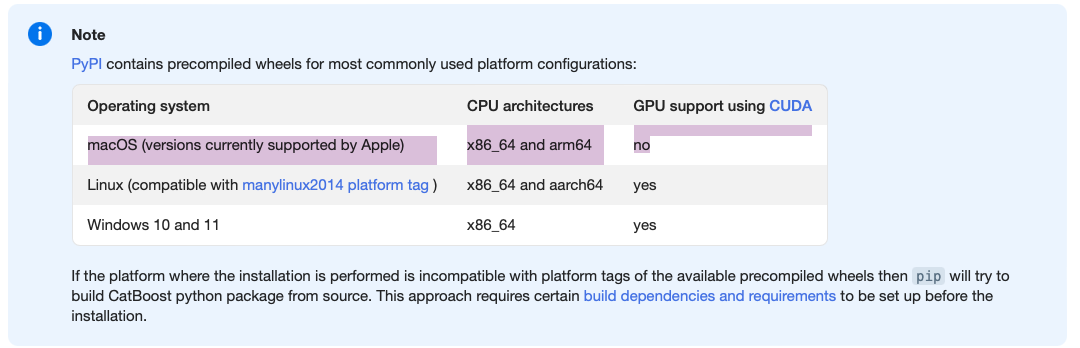 Note
PyPI contains precompiled wheels for most commonly used platform configurations:
Operating system CPU architectures GPU support using CUDA
macOS (versions currently supported by Apple) x86_64 and arm64 no
Linux (compatible with manylinux2014 platform tag ) x86_64 and aarch64 yes
Windows 10 and 11 x86_64 yes
If the platform where the installation is performed is incompatible with platform tags of the available precompiled wheels then pip will try to
build CatBoost python package from source. This approach requires certain build dependencies and requirements to be set up before the
installation.